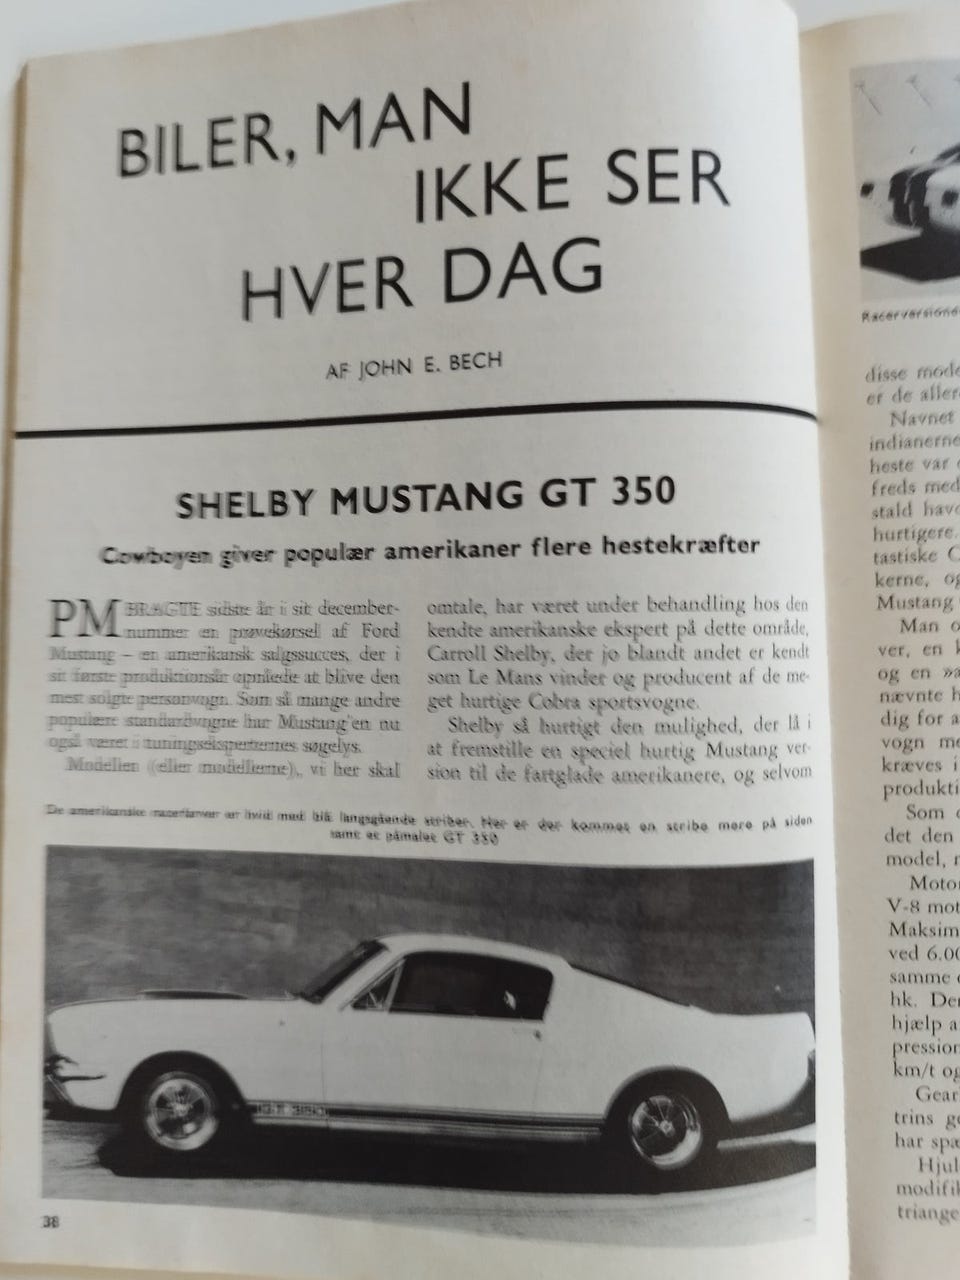 BILER, MAN
IKKE SER
HVER DAG
AF JOHN E. BECH
SHELBY MUSTANG GT 350
Cowboyen giver populær amerikaner flere hestekræfter
PM BRAGTE sidste år i sit december-
nummer en prøvekørsel af Ford
Mustang – en amerikansk salgssucces, der i
sit første produktionsår opnåede at blive den
mest solgte personvogn. Som så mange andre
populære standardvogne har Mustang'en nu
også været i tuningseksperternes søgelys.
Modellen (eller modellerne), vi her skal
omtale, har været under behandling hos den
kendte amerikanske ekspert på dette område,
Carroll Shelby, der jo blandt andet er kendt
som Le Mans vinder og producent af de me-
get hurtige Cobra sportsvogne.
Shelby så hurtigt den mulighed, der lå i
at fremstille en speciel hurtig Mustang ver-
sion til de fartglade amerikanere, og selvom
De amerikanske racerfarver er hvid med blå langsgående striber. Her er der kommet en stribe mere på siden
samt et påmalet GT 350
GT 350
38
Racerversione
disse mode
er de aller
Navnet
indianerne
heste var
freds med
stald hav
hurtigere.
tastiske C
kerne, og
Mustang
Man o
ver, en k
og en »a
nævnte h
dig for a
vogn me
kræves i
produkti
Som
det den
model, r
Motor
V-8 mot
Maksim
ved 6.00
samme
hk. Der
hjælp a
pression
km/t og
Gear
trins ge
har spæ
Hjul
modifik
triange